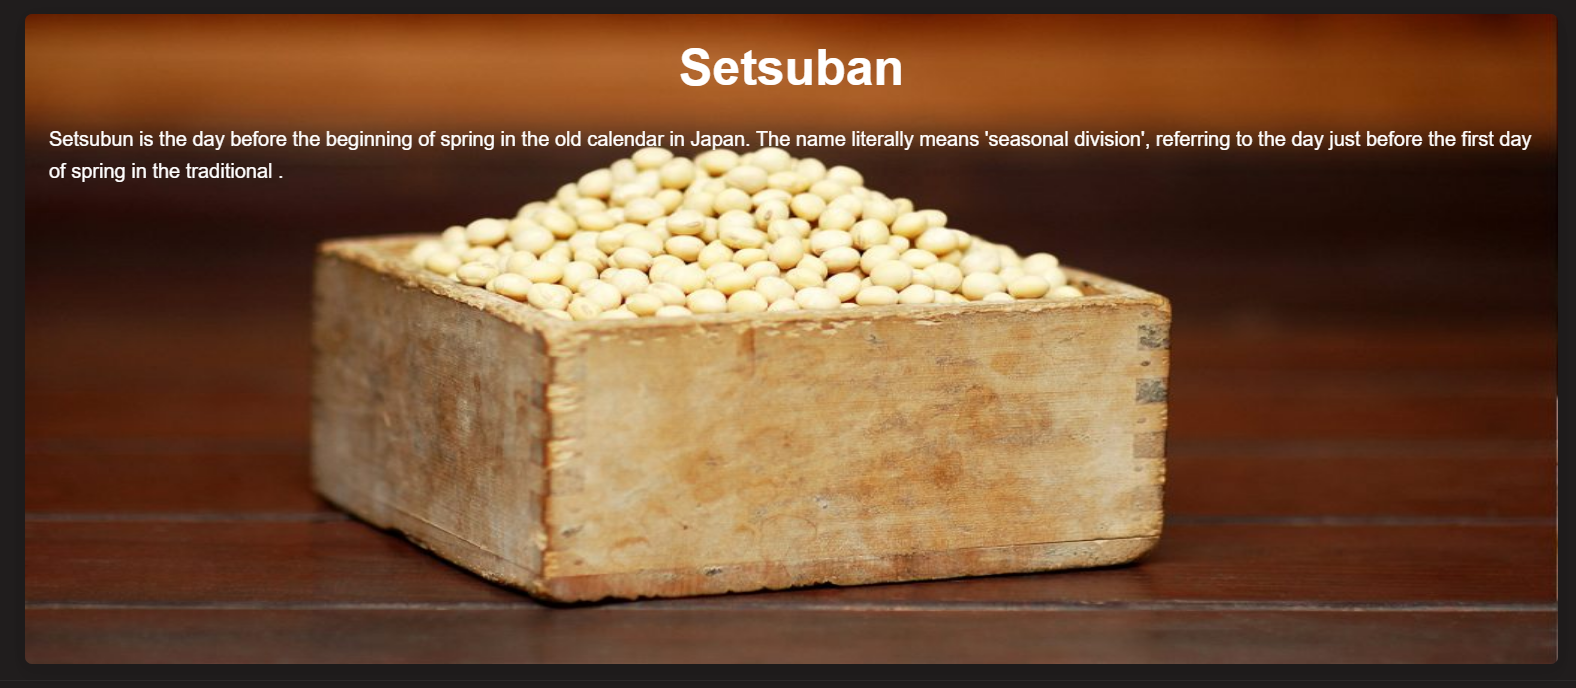 Setsuban
Setsubun is the day before the beginning of spring in the old calendar in Japan. The name literally means 'seasonal division', referring to the day just before the first day
of spring in the traditional .